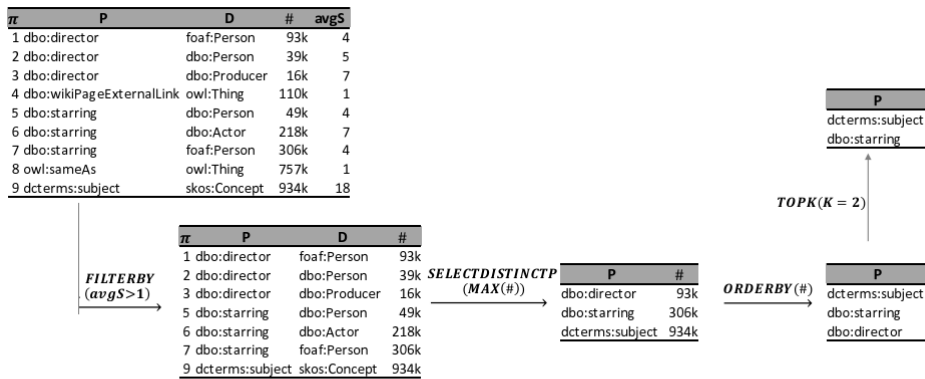 π P D # avgS
1 dbo:director foaf:Person 93k 4
2 dbo:director dbo:Person 39k 5
3 dbo:director dbo:Producer 16k 7
4 dbo:wikiPageExternalLink owl:Thing 110k 1
5 dbo:starring dbo:Person 49k 4
6 dbo:starring dbo:Actor 218k 7
7 dbo:starring foaf:Person 306k 4
8 owl:sameAs owl:Thing 757k 1
9 dcterms:subject skos:Concept 934k 18
FILTERBY
(avgS>1)
π P D #
1 dbo:director foaf:Person 93k
2 dbo:director dbo:Person 39k
3 dbo:director dbo:Producer 16k
5 dbo:starring dbo:Person 49k
6 dbo:starring dbo:Actor 218k
7 dbo:starring foaf:Person 306k
9 dcterms:subject skos:Concept 934k
SELECTDISTINCTP
(MAX(#))
P #
dbo:director 93k
dbo:starring 306k
dcterms:subject 934k
ORDERBY(#)
P
dcterms:subject
dbo:starring
dbo:director
TOPK(K = 2)
P
dcterms:subject
dbo:starring